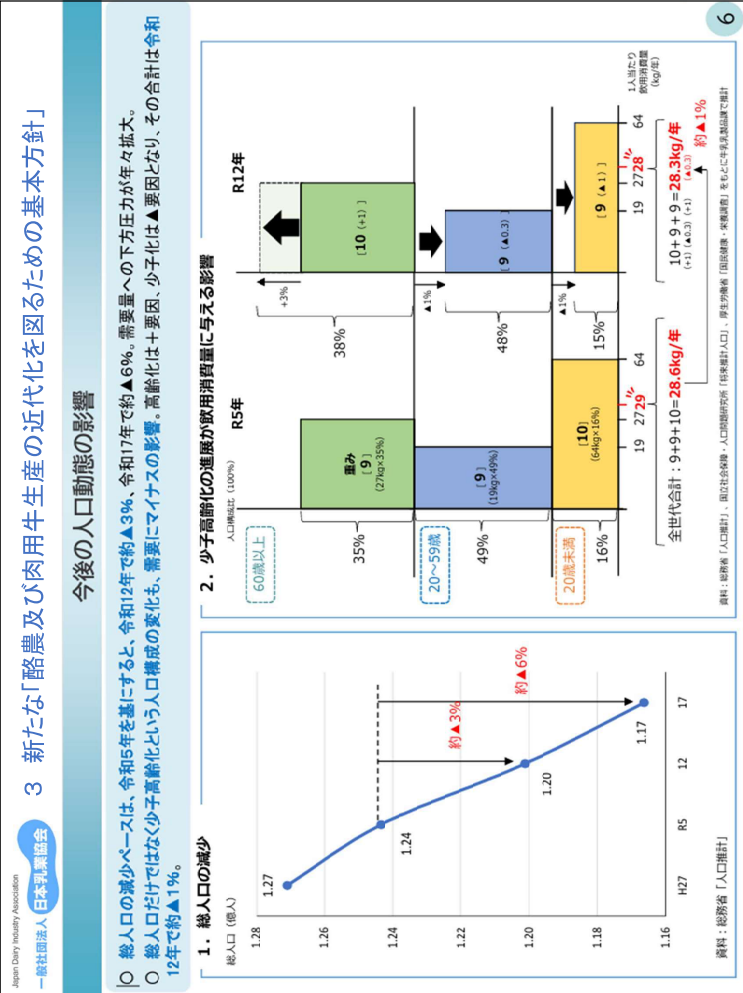 Japan Dairy Industry Association
一般社団法人 日本乳業協会
3 新たな「酪農及び肉用牛生産の近代化を図るための基本方針」
今後の人口動態の影響
○ 総人口の減少ペースは、令和5年を基にすると、令和12年で約▲3%、令和17年で約▲6%。需要量への下方圧力が年々拡大。
○ 総人口だけではなく少子高齢化という人口構成の変化も、需要にマイナスの影響。高齢化は＋要因、少子化は▲要因となり、その合計は令和
12年で約▲1%。
1．総人口の減少
総人口（億人）
1.28
1.26
1.24
1.22
1.20
1.18
1.16
1.27
1.24
1.20
1.17
約▲3%
約▲6%
H27
R5
12
17
資料：総務省「人口推計」
2．少子高齢化の進展が飲用消費量に与える影響
人口構成比（100%）
R5年
R12年
60歳以上
35%
重み
[ 9 ]
(27kg×35%)
38%
+3%
[10 (+1) ]
20～59歳
49%
[ 9 ]
(19kg×49%)
▲1%
48%
[ 9 (▲0.3) ]
20歳未満
16%
[10]
(64kg×16%)
▲1%
15%
[ 9 (▲1) ]
19
27
29
64
19
27
28
64
1人当たり
飲用消費量
(kg/年)
全世代合計：9+9+10=28.6kg/年
10+9+9=28.3kg/年
(+1) (▲0.3) (+1) (▲0.3)
約▲1%
資料：総務省「人口推計」、国立社会保障・人口問題研究所「将来推計人口」、厚生労働省「国民健康・栄養調査」をもとに牛乳乳製品課で推計
6